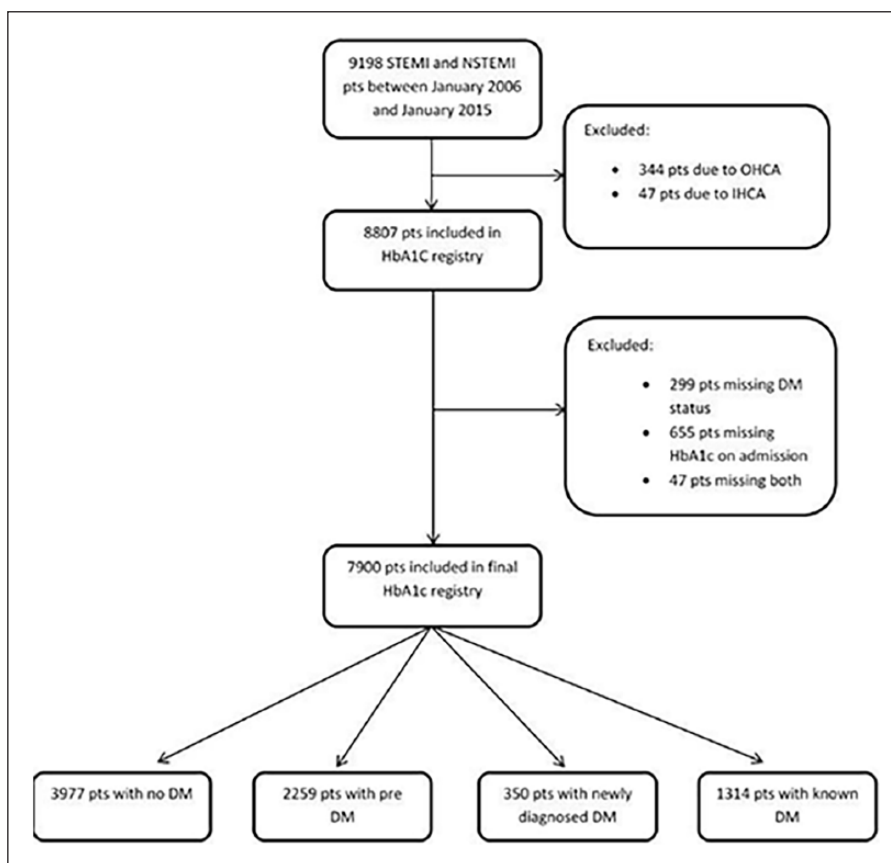 9198 STEMI and NSTEMI
pts between January 2006
and January 2015
Excluded:
• 344 pts due to OHCA
• 47 pts due to IHCA
8807 pts included in
HbA1C registry
Excluded:
• 299 pts missing DM
status
• 655 pts missing
HbA1c on admission
• 47 pts missing both
7900 pts included in final
HbA1c registry
3977 pts with no DM
2259 pts with pre
DM
350 pts with newly
diagnosed DM
1314 pts with known
DM